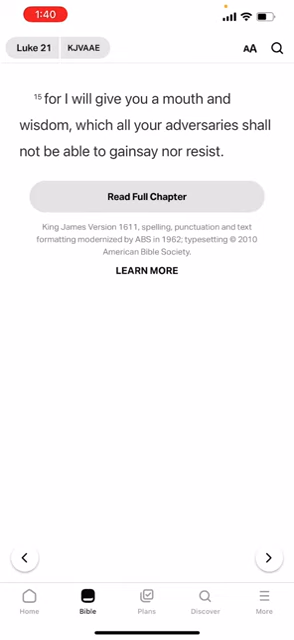 1:40
Luke 21 KJVAAE AA
15 for I will give you a mouth and
wisdom, which all your adversaries shall
not be able to gainsay nor resist.
Read Full Chapter
King James Version 1611, spelling, punctuation and text
formatting modernized by ABS in 1962; typesetting © 2010
American Bible Society.
LEARN MORE
Home Bible Plans Discover More